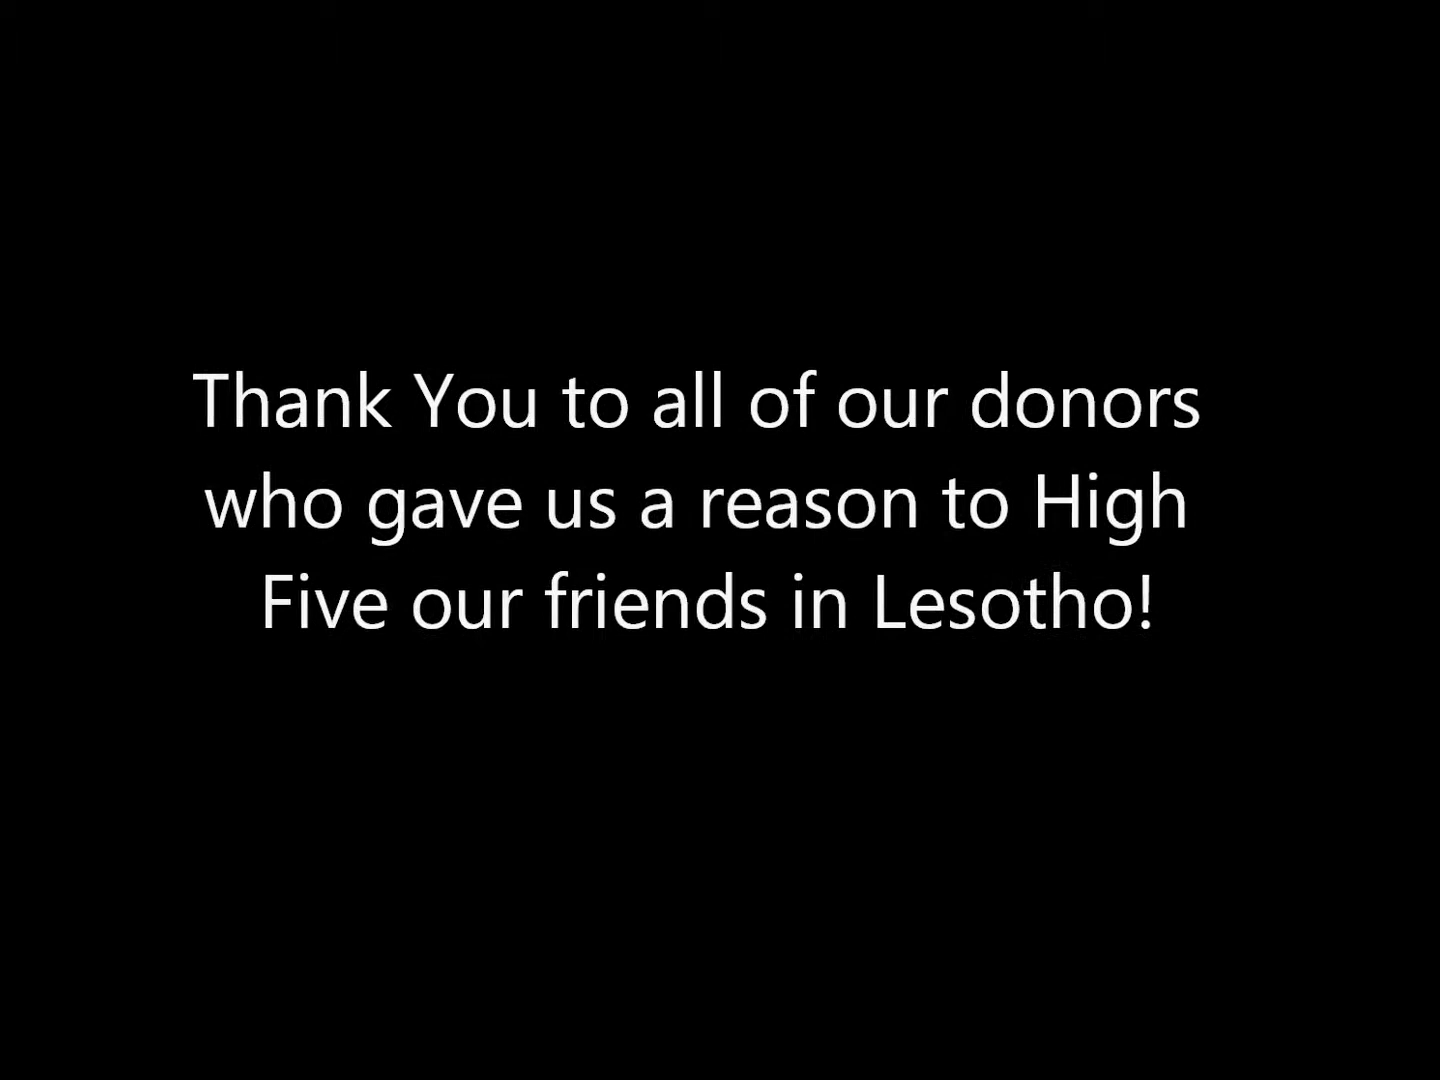 Thank You to all of our donors
who gave us a reason to High
Five our friends in Lesotho!